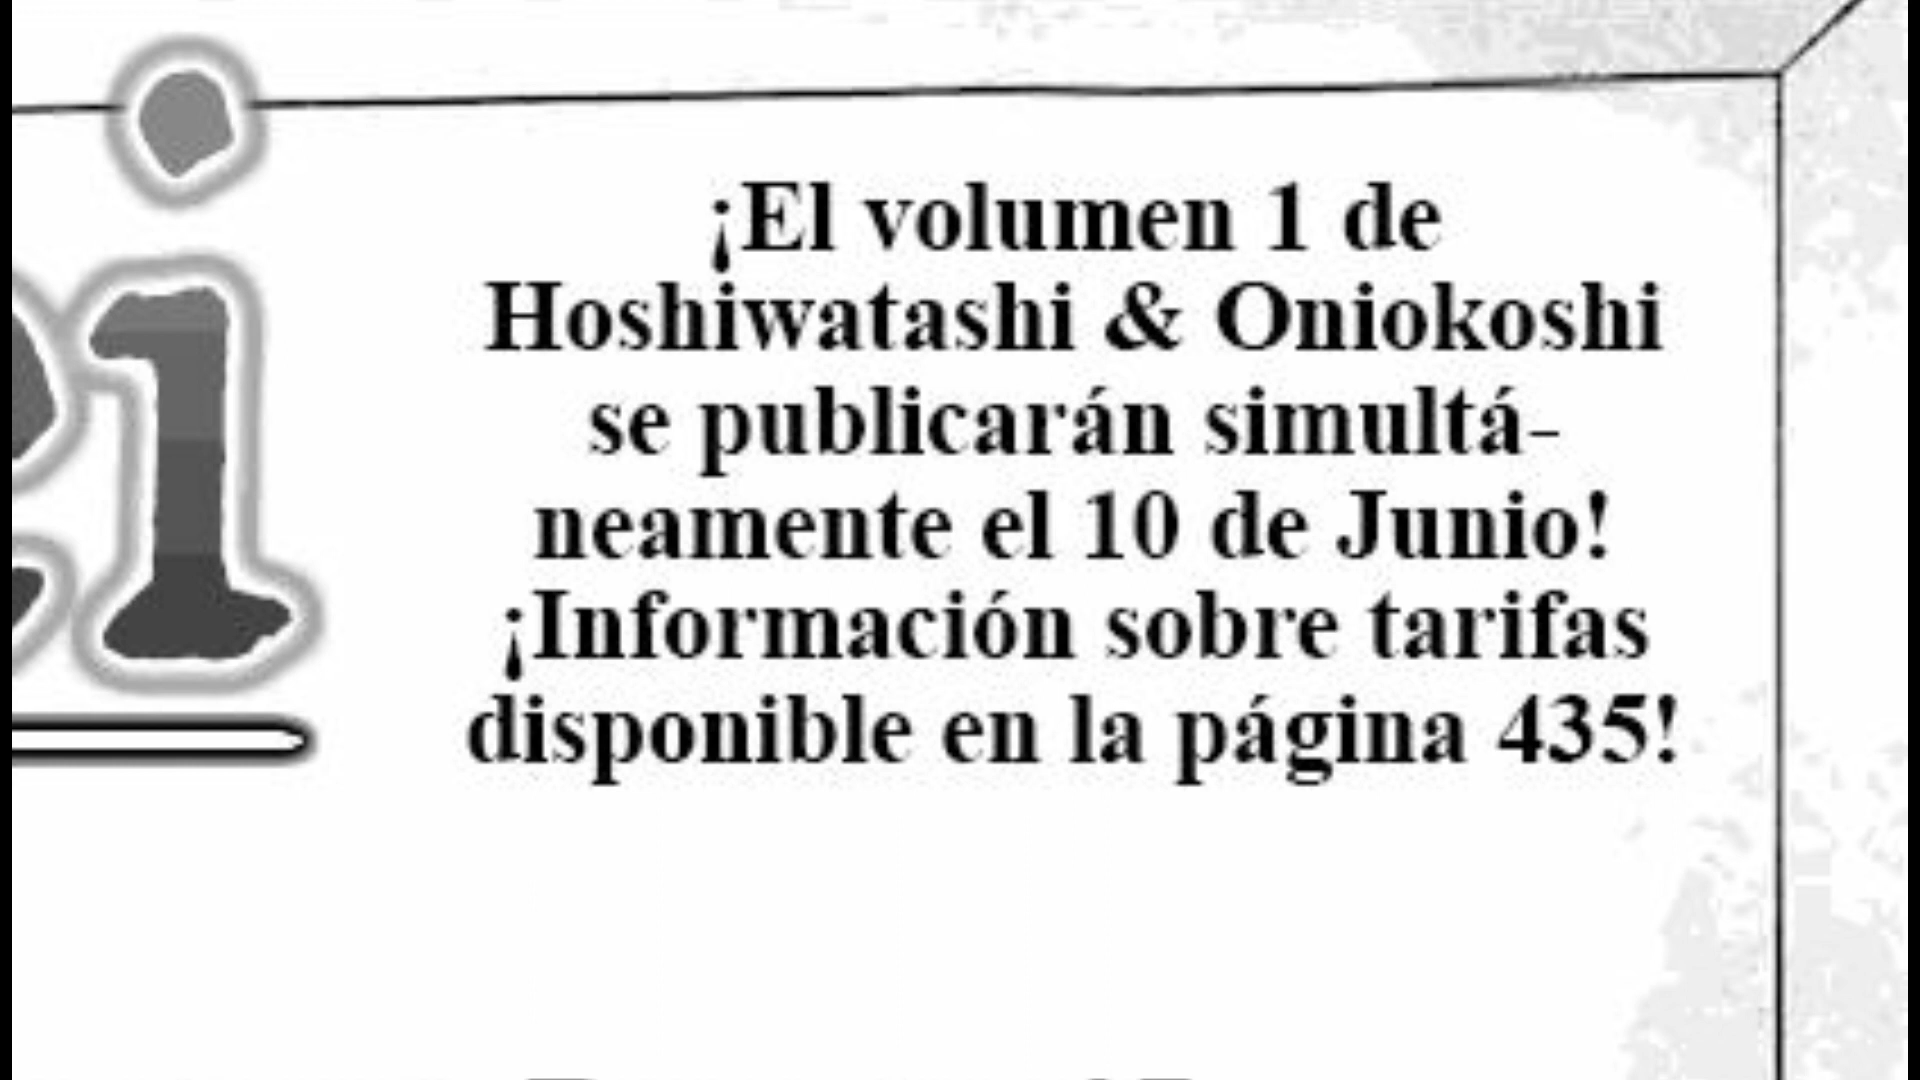 ¡El volumen 1 de
Hoshiwatashi & Oniokoshi
se publicarán simultá-
neamente el 10 de Junio!
¡Información sobre tarifas
disponible en la página 435!